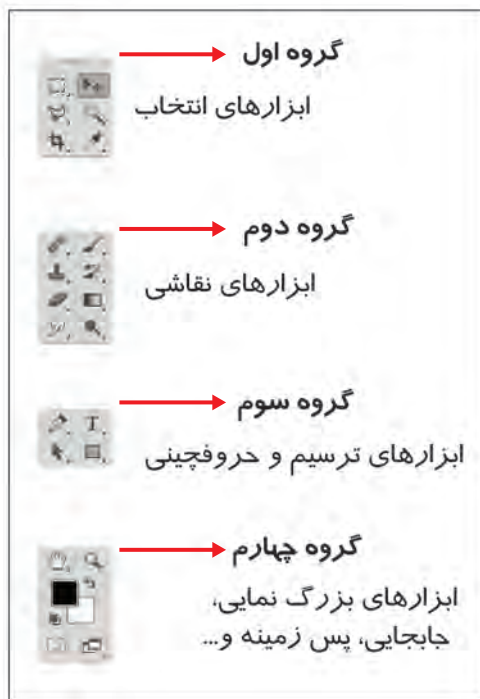 گروه اول
ابزارهای انتخاب
گروه دوم
ابزارهای نقاشی
گروه سوم
ابزارهای ترسیم و حروفچینی
گروه چهارم
ابزارهای بزرگ نمایی،
جابجایی، پس زمینه و...